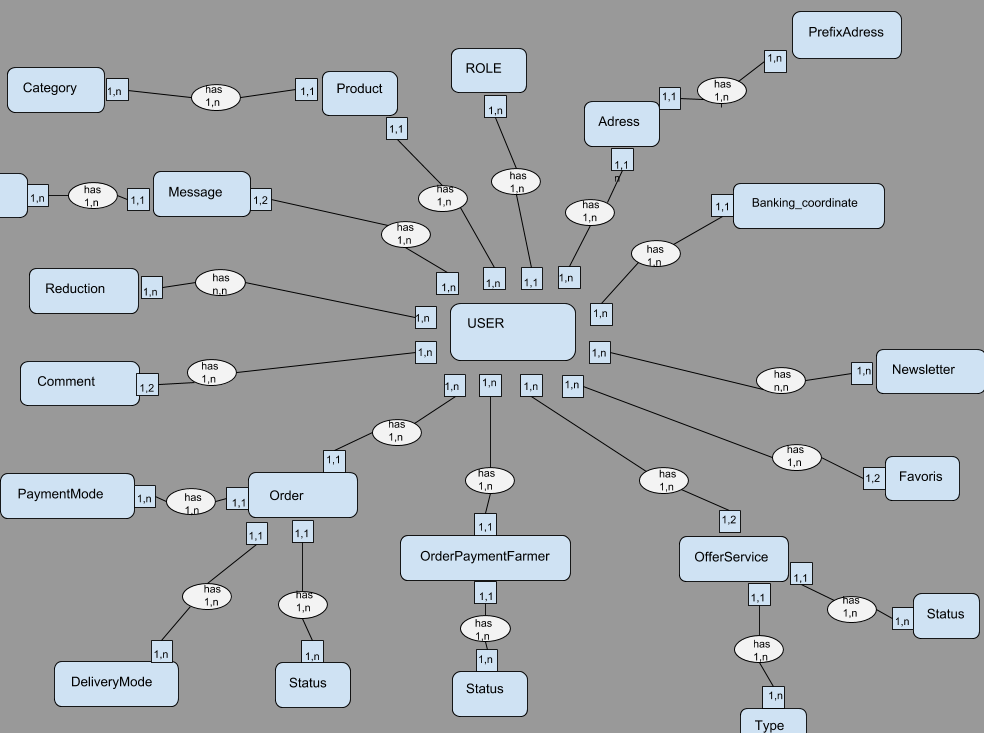 PrefixAdress
1,n
ROLE
Category
1,n
has
1,n
1,1
Product
has
1,n
1,1
1,n
Adress
1,1
1,1
n
1,n
has
1,n
1,1
Message
1,2
has
1,n
has
1,n
has
1,n
has
1,n
1,1
Banking_coordinate
has
1,n
Reduction
1,n
has
n,n
1,n
1,n
1,n
1,1
1,n
1,n
USER
Comment
1,2
has
1,n
1,n
1,n
has
n,n
1,n
Newsletter
1,n
1,n
1,n
1,n
has
1,n
has
1,n
1,2
Favoris
1,1
PaymentMode
1,n
has
1,n
1,1
Order
has
1,n
has
1,n
1,1
1,1
1,1
OrderPaymentFarmer
1,1
1,2
OfferService
1,1
1,1
has
1,n
has
1,n
has
1,n
has
1,n
1,n
Status
has
1,n
DeliveryMode
1,n
Status
1,n
Status
1,n
1,n
Type